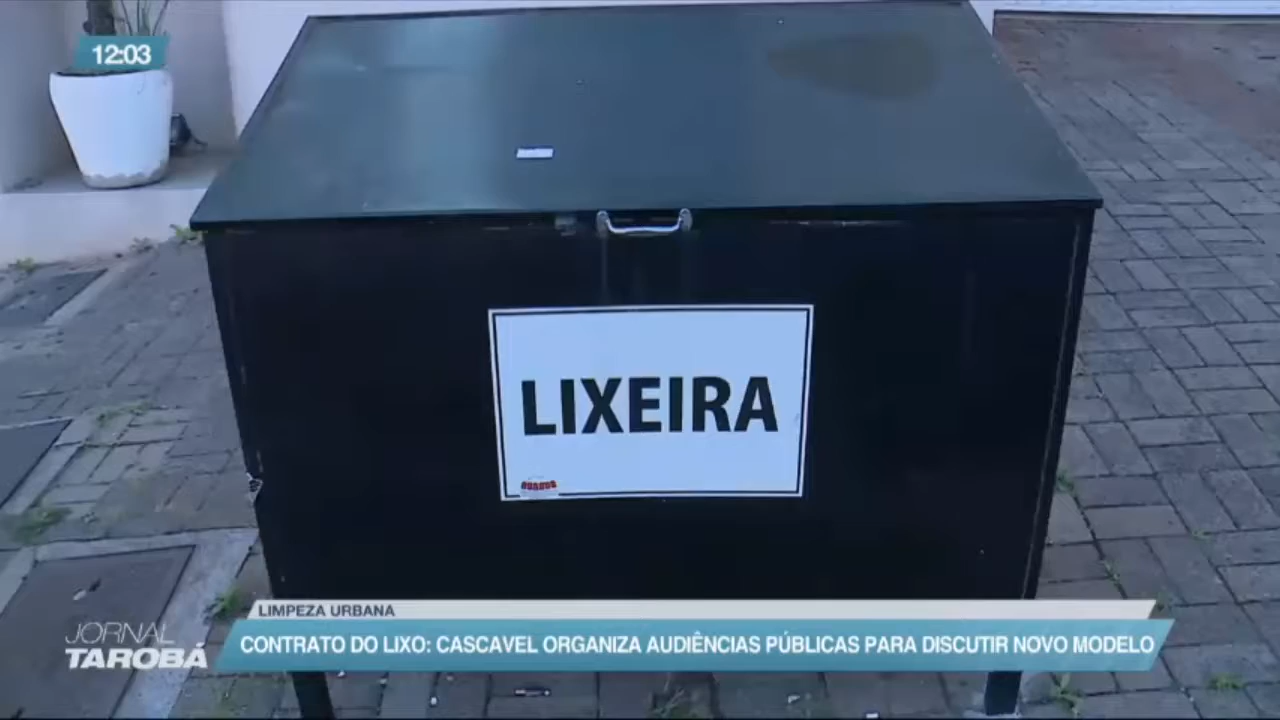 12:03
LIXEIRA
LIMPEZA URBANA
JORNAL
TAROBÁ
CONTRATO DO LIXO: CASCAVEL ORGANIZA AUDIÊNCIAS PÚBLICAS PARA DISCUTIR NOVO MODELO